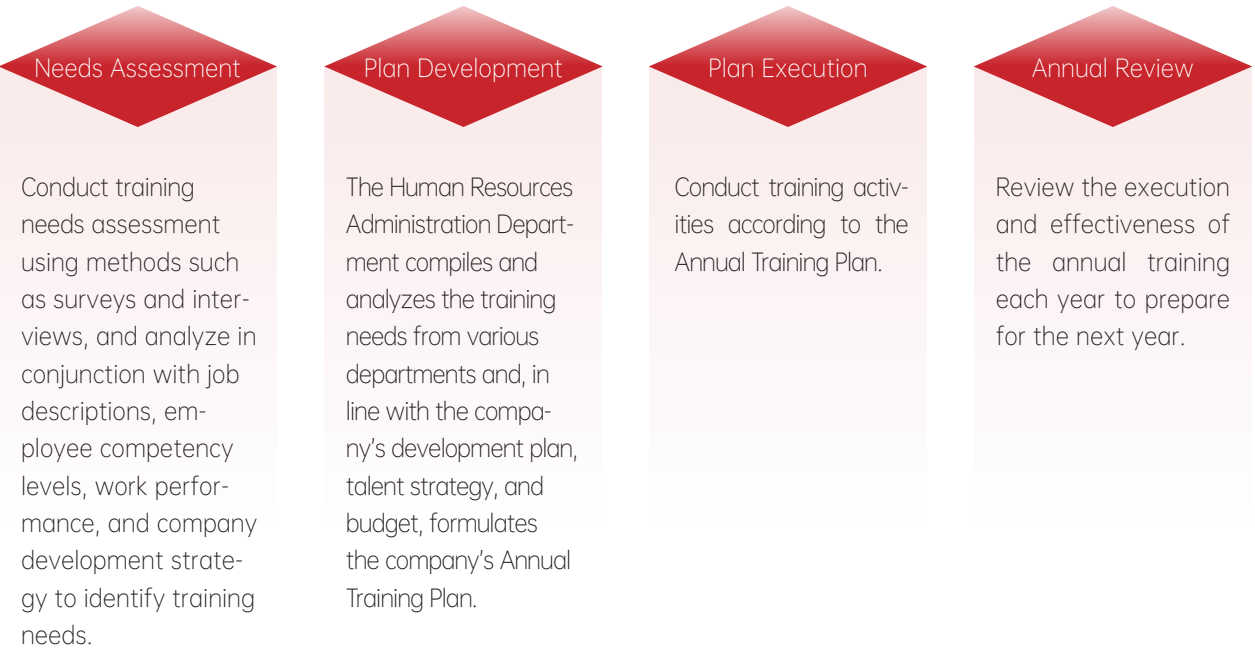 Needs Assessment
Conduct training
needs assessment
using methods such
as surveys and inter-
views, and analyze in
conjunction with job
descriptions, em-
ployee competency
levels, work perfor-
mance, and company
development strate-
gy to identify training
needs.
Plan Development
The Human Resources
Administration Depart-
ment compiles and
analyzes the training
needs from various
departments and, in
line with the compa-
ny's development plan,
talent strategy, and
budget, formulates
the company's Annual
Training Plan.
Plan Execution
Conduct training activ-
ities according to the
Annual Training Plan.
Annual Review
Review the execution
and effectiveness of
the annual training
each year to prepare
for the next year.